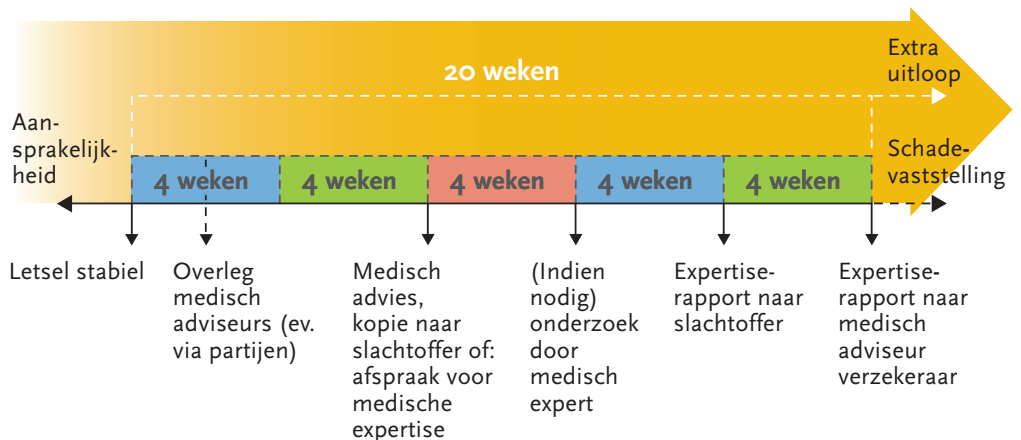 20 weken
Extra
uitloop
Aan-
sprakelijk-
heid
Schade-
vaststelling
4 weken
4 weken
4 weken
4 weken
4 weken
Letsel stabiel
Overleg
medisch
adviseurs (ev.
via partijen)
Medisch
advies,
kopie naar
slachtoffer of:
afspraak voor
medische
expertise
(Indien
nodig)
onderzoek
door
medisch
expert
Expertise-
rapport naar
slachtoffer
Expertise-
rapport naar
medisch
adviseur
verzekeraar